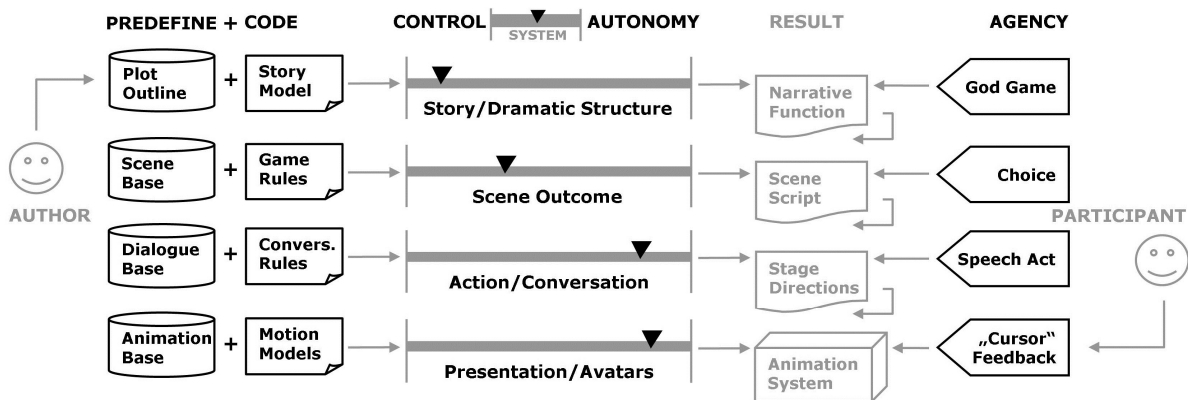 PREDEFINE + CODE
CONTROL
SYSTEM
AUTONOMY
RESULT
AGENCY
Plot
Outline
+
Story
Model
Story/Dramatic Structure
Narrative
Function
God Game
Scene
Base
+
Game
Rules
Scene Outcome
Scene
Script
Choice
AUTHOR
PARTICIPANT
Dialogue
Base
+
Convers.
Rules
Action/Conversation
Stage
Directions
Speech Act
Animation
Base
+
Motion
Models
Presentation/Avatars
Animation
System
„Cursor“
Feedback